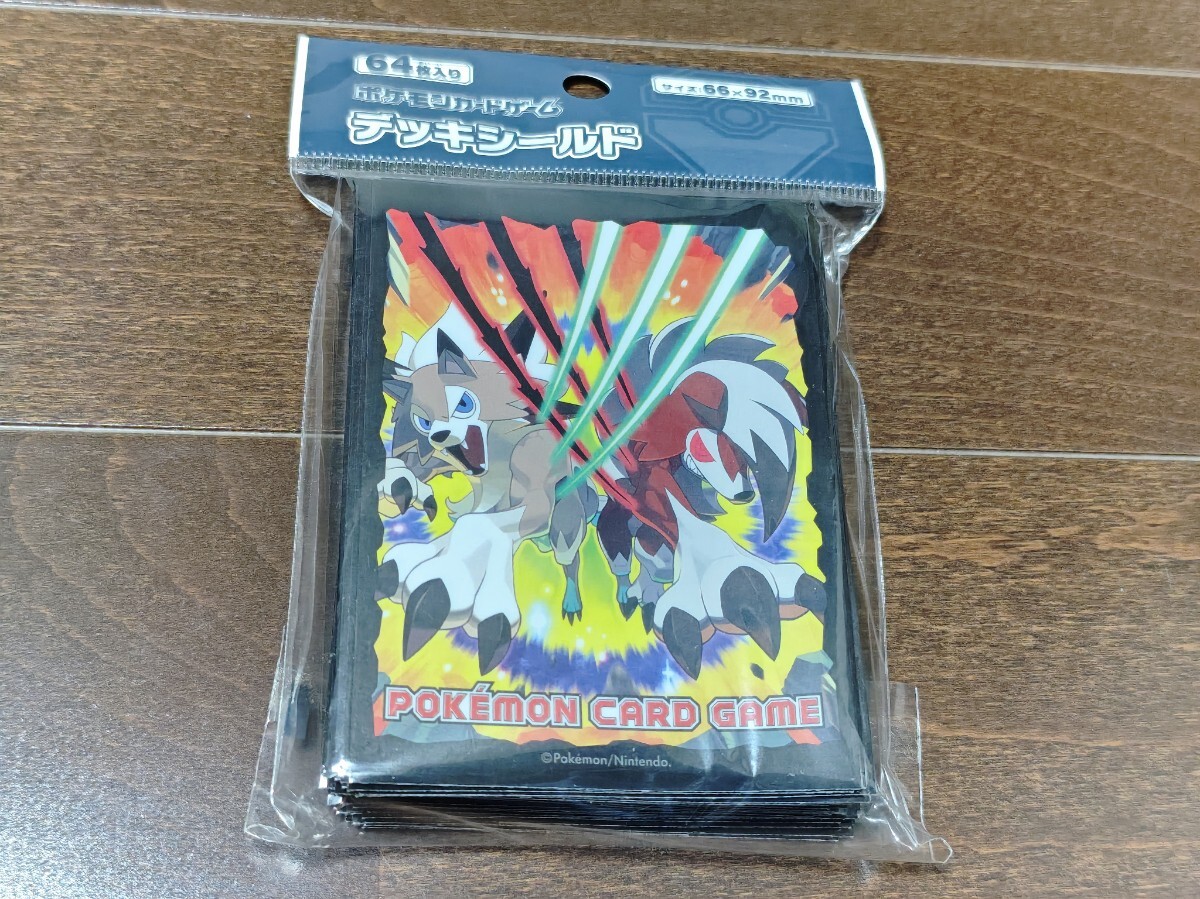 64枚入り
サイズ:66×92mm
ポケモンカードゲーム
デッキシールド
POKÉMON CARD GAME
©Pokémon/Nintendo.